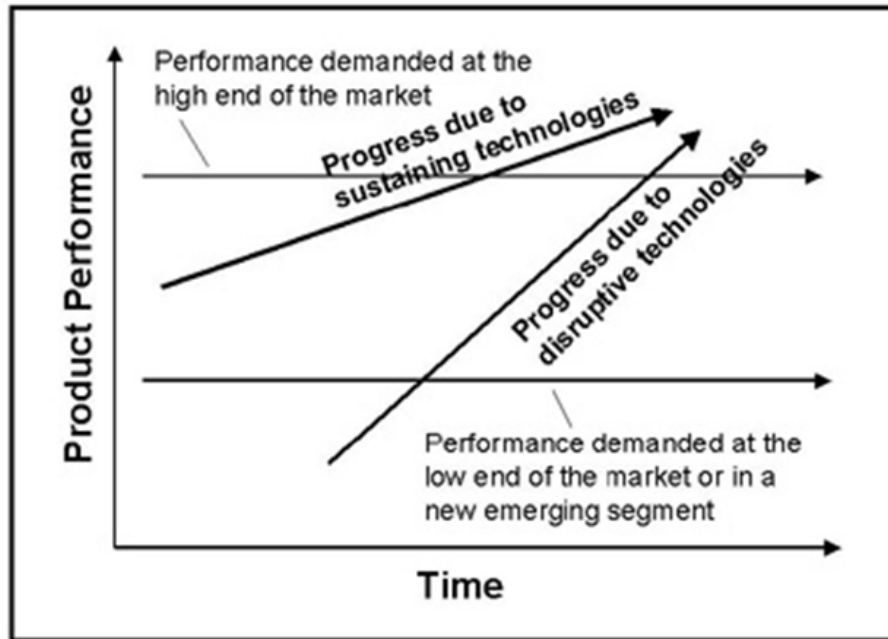 Performance demanded at the
high end of the market
Progress due to
sustaining technologies
Progress due to
disruptive technologies
Performance demanded at the
low end of the market or in a
new emerging segment
Product Performance
Time